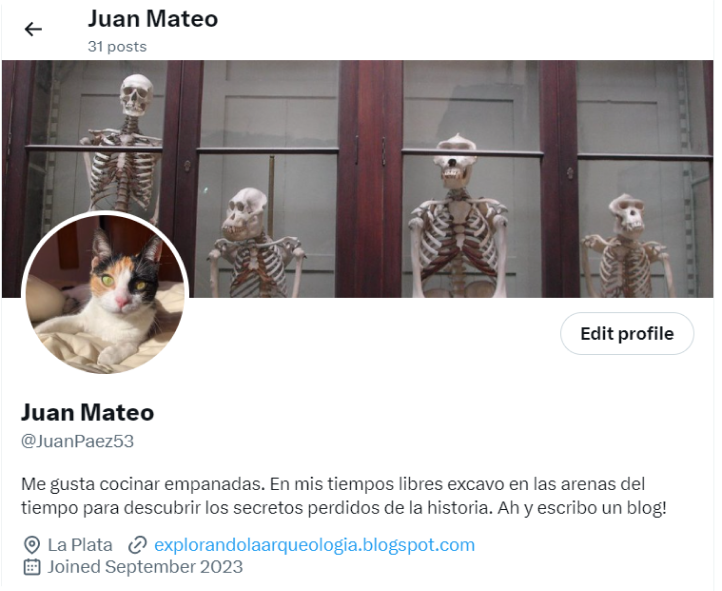 Juan Mateo
31 posts
Edit profile
Juan Mateo
@JuanPaez53
Me gusta cocinar empanadas. En mis tiempos libres excavo en las arenas del
tiempo para descubrir los secretos perdidos de la historia. Ah y escribo un blog!
La Plata explorandolaarqueologia.blogspot.com
Joined September 2023